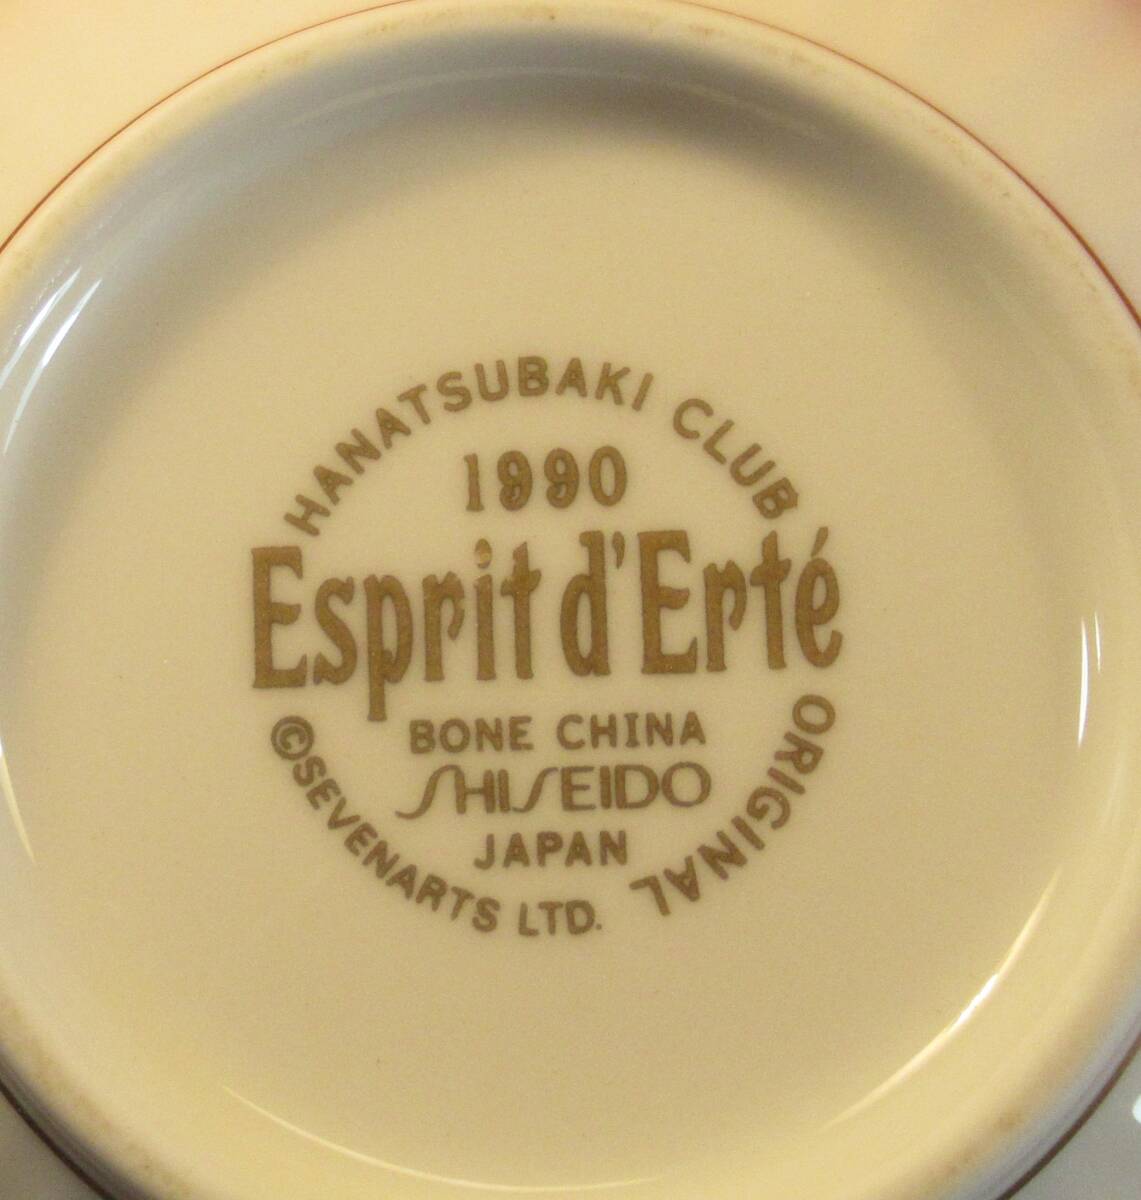 HANATSUBAKI CLUB ORIGINAL
1990
Esprit d'Erté
BONE CHINA
SHISEIDO
JAPAN
©SEVENARTS LTD.